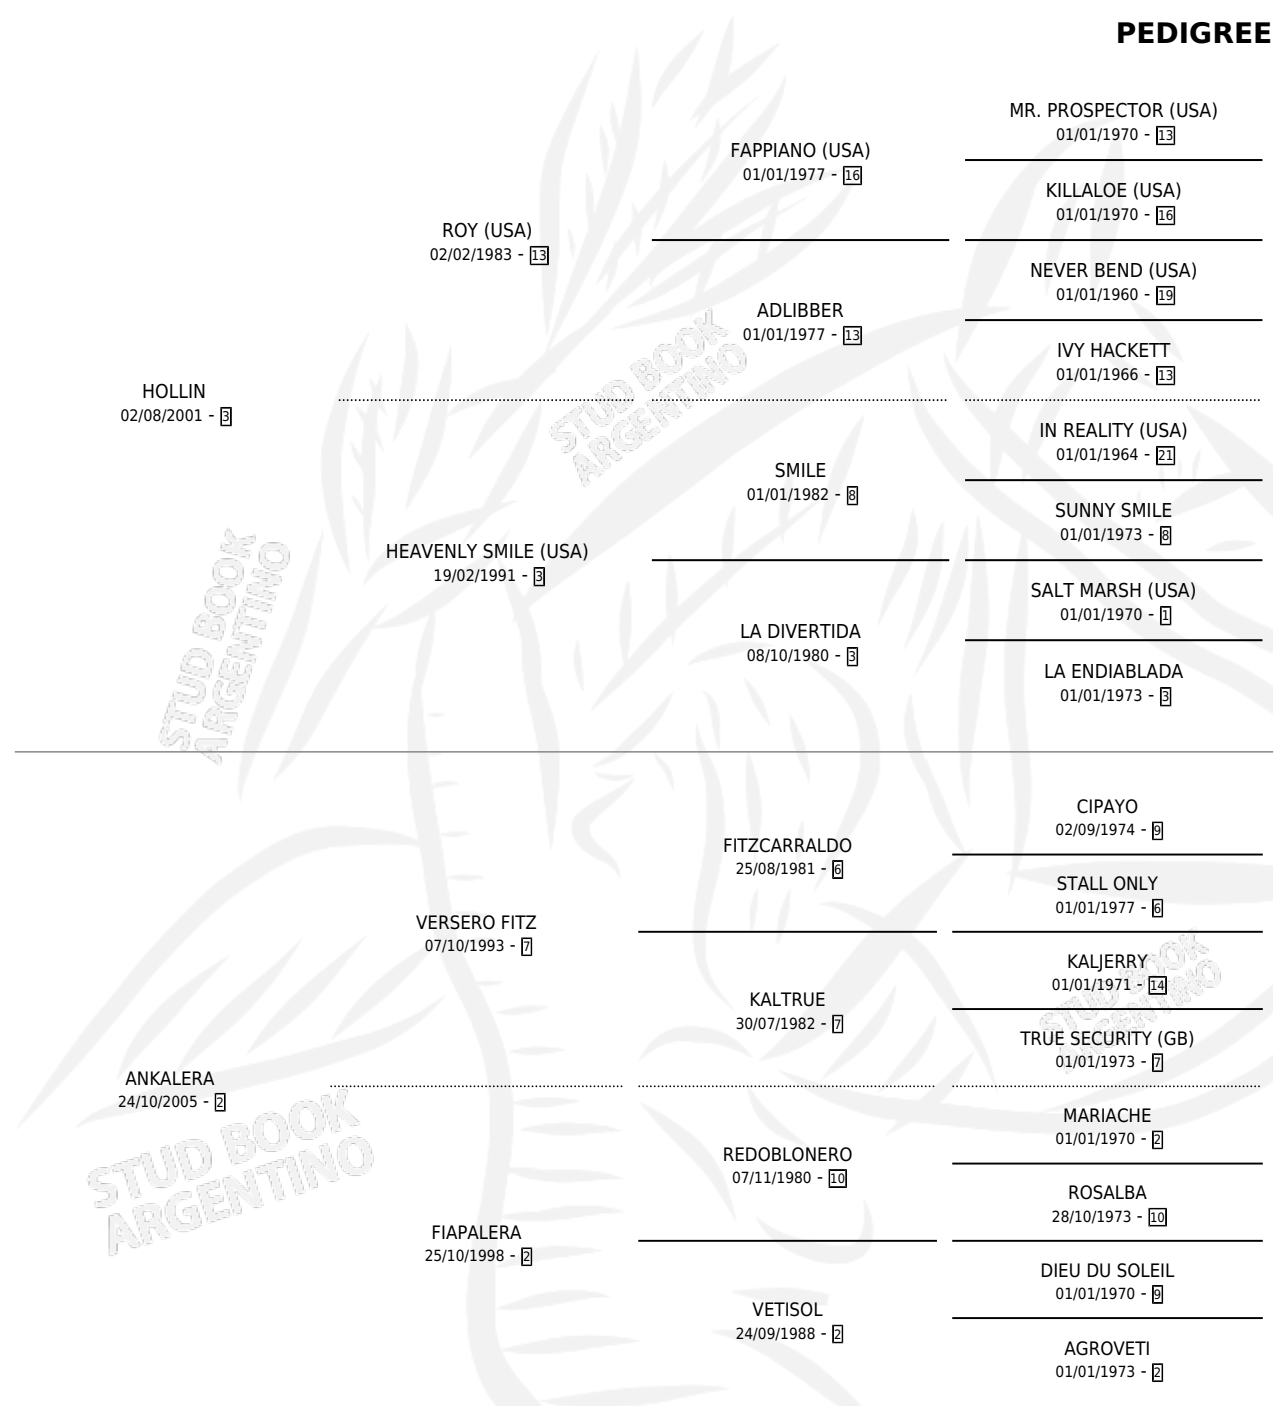 PEDIGREE
MR. PROSPECTOR (USA)
01/01/1970 - 13
FAPPIANO (USA)
01/01/1977 - 16
KILLALOE (USA)
01/01/1970 - 16
ROY (USA)
02/02/1983 - 13
NEVER BEND (USA)
01/01/1960 - 19
ADLIBBER
01/01/1977 - 13
IVY HACKETT
01/01/1966 - 13
HOLLIN
02/08/2001 - 3
IN REALITY (USA)
01/01/1964 - 21
SMILE
01/01/1982 - 8
SUNNY SMILE
01/01/1973 - 8
HEAVENLY SMILE (USA)
19/02/1991 - 3
SALT MARSH (USA)
01/01/1970 - 1
LA DIVERTIDA
08/10/1980 - 3
LA ENDIABLADA
01/01/1973 - 3
STUD BOOK
ARGENTINO
STUD BOOK
ARGENTINO
CIPAYO
02/09/1974 - 9
FITZCARRALDO
25/08/1981 - 6
STALL ONLY
01/01/1977 - 6
VERSERO FITZ
07/10/1993 - 7
KALJERRY
01/01/1971 - 14
KALTRUE
30/07/1982 - 7
TRUE SECURITY (GB)
01/01/1973 - 7
ANKALERA
24/10/2005 - 2
MARIACHE
01/01/1970 - 2
REDOBLONERO
07/11/1980 - 10
ROSALBA
28/10/1973 - 10
FIAPALERA
25/10/1998 - 2
DIEU DU SOLEIL
01/01/1970 - 9
VETISOL
24/09/1988 - 2
AGROVETI
01/01/1973 - 2
STUD BOOK
ARGENTINO
STUD BOOK
ARGENTINO